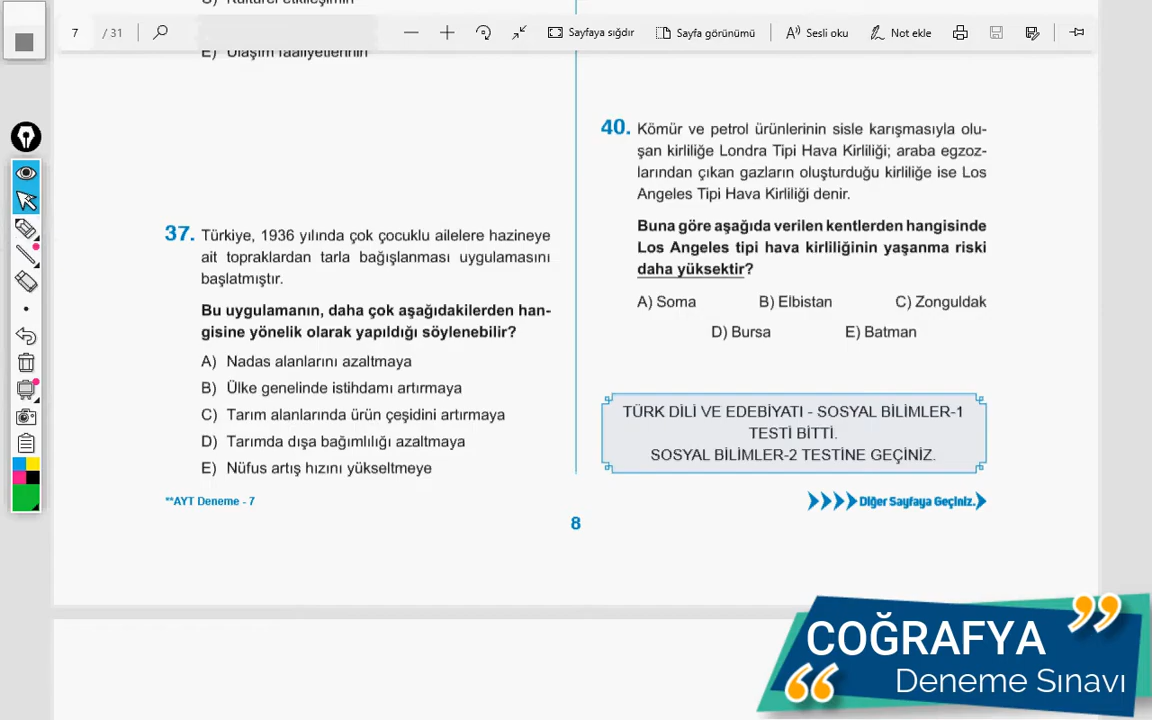 7 / 31
Sayfaya sığdır
Sayfa görünümü
Sesli oku
Not ekle
E) Ulaşım faaliyetlerinin
37. Türkiye, 1936 yılında çok çocuklu ailelere hazineye
ait topraklardan tarla bağışlanması uygulamasını
başlatmıştır.
Bu uygulamanın, daha çok aşağıdakilerden han-
gisine yönelik olarak yapıldığı söylenebilir?
A) Nadas alanlarını azaltmaya
B) Ülke genelinde istihdamı artırmaya
C) Tarım alanlarında ürün çeşidini artırmaya
D) Tarımda dışa bağımlılığı azaltmaya
E) Nüfus artış hızını yükseltmeye
**AYT Deneme - 7
40. Kömür ve petrol ürünlerinin sisle karışmasıyla olu-
şan kirliliğe Londra Tipi Hava Kirliliği; araba egzoz-
larından çıkan gazların oluşturduğu kirliliğe ise Los
Angeles Tipi Hava Kirliliği denir.
Buna göre aşağıda verilen kentlerden hangisinde
Los Angeles tipi hava kirliliğinin yaşanma riski
daha yüksektir?
A) Soma B) Elbistan C) Zonguldak
D) Bursa E) Batman
TÜRK DİLİ VE EDEBİYATI - SOSYAL BİLİMLER-1
TESTİ BİTTİ.
SOSYAL BİLİMLER-2 TESTİNE GEÇİNİZ.
Diğer Sayfaya Geçiniz.
8
COĞRAFYA
Deneme Sınavı